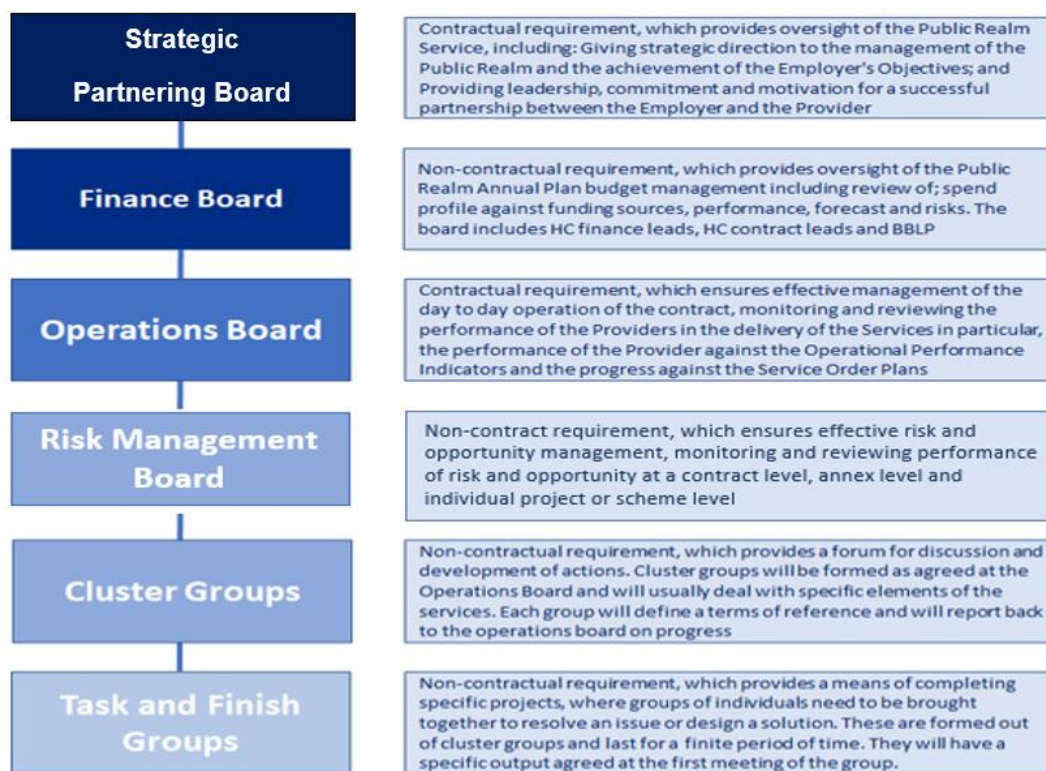 Strategic
Partnering Board
Contractual requirement, which provides oversight of the Public Realm
Service, including: Giving strategic direction to the management of the
Public Realm and the achievement of the Employer's Objectives; and
Providing leadership, commitment and motivation for a successful
partnership between the Employer and the Provider
Finance Board
Non-contractual requirement, which provides oversight of the Public
Realm Annual Plan budget management including review of; spend
profile against funding sources, performance, forecast and risks. The
board includes HC finance leads, HC contract leads and BBLP
Operations Board
Contractual requirement, which ensures effective management of the
day to day operation of the contract, monitoring and reviewing the
performance of the Providers in the delivery of the Services in particular,
the performance of the Provider against the Operational Performance
Indicators and the progress against the Service Order Plans
Risk Management
Board
Non-contract requirement, which ensures effective risk and
opportunity management, monitoring and reviewing performance
of risk and opportunity at a contract level, annex level and
individual project or scheme level
Cluster Groups
Non-contractual requirement, which provides a forum for discussion and
development of actions. Cluster groups will be formed as agreed at the
Operations Board and will usually deal with specific elements of the
services. Each group will define a terms of reference and will report back
to the operations board on progress
Task and Finish
Groups
Non-contractual requirement, which provides a means of completing
specific projects, where groups of individuals need to be brought
together to resolve an issue or design a solution. These are formed out
of cluster groups and last for a finite period of time. They will have a
specific output agreed at the first meeting of the group.